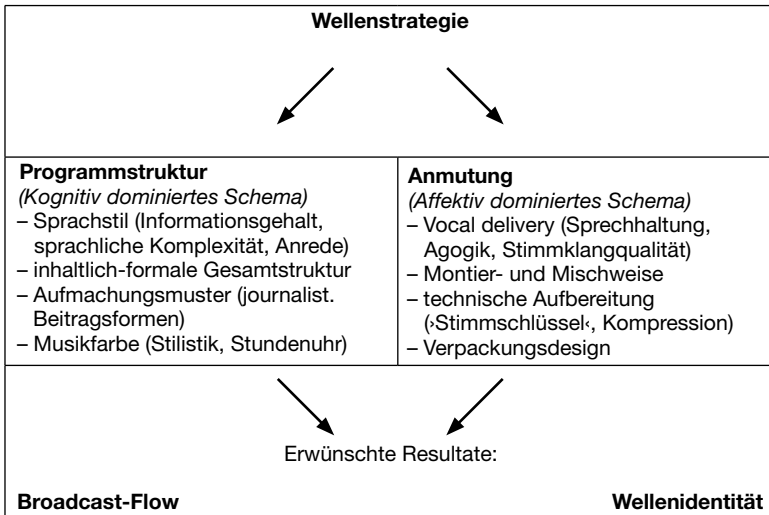 Wellenstrategie
Programmstruktur
(Kognitiv dominiertes Schema)
– Sprachstil (Informationsgehalt,
sprachliche Komplexität, Anrede)
– inhaltlich-formale Gesamtstruktur
– Aufmachungsmuster (journalist.
Beitragsformen)
– Musikfarbe (Stilistik, Stundenuhr)
Anmutung
(Affektiv dominiertes Schema)
– Vocal delivery (Sprechhaltung,
Agogik, Stimmklangqualität)
– Montier- und Mischweise
– technische Aufbereitung
(›Stimmschlüssel‹, Kompression)
– Verpackungsdesign
Erwünschte Resultate:
Broadcast-Flow
Wellenidentität